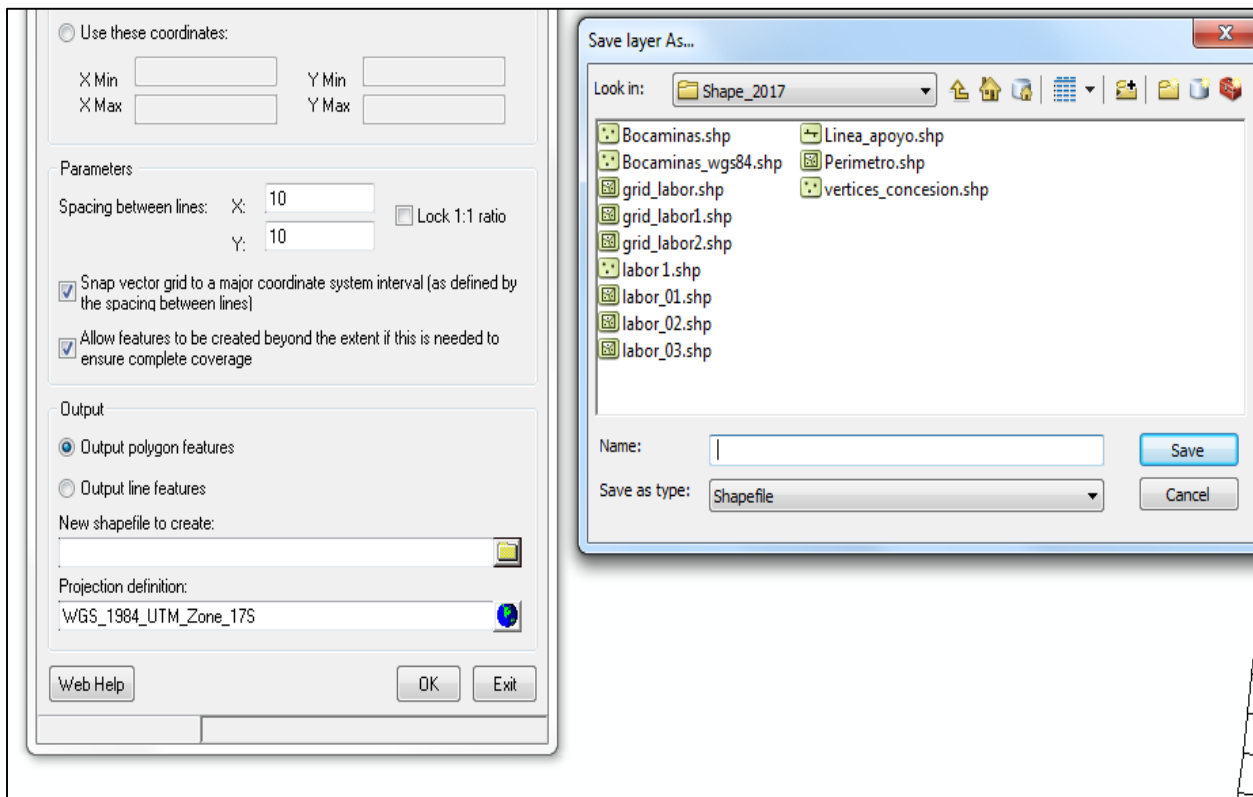 Use these coordinates:
X Min
Y Min
X Max
Y Max
Parameters
Spacing between lines:
X:
10
Lock 1:1 ratio
Y:
10
Snap vector grid to a major coordinate system interval (as defined by
the spacing between lines)
Allow features to be created beyond the extent if this is needed to
ensure complete coverage
Output
Output polygon features
Output line features
New shapefile to create:
Projection definition:
WGS_1984_UTM_Zone_17S
Web Help
OK
Exit
Save layer As...
Look in:
Shape_2017
Bocaminas.shp
Bocaminas_wgs84.shp
grid_labor.shp
grid_labor1.shp
grid_labor2.shp
labor 1.shp
labor_01.shp
labor_02.shp
labor_03.shp
Linea_apoyo.shp
Perimetro.shp
vertices_concesion.shp
Name:
Save
Save as type:
Shapefile
Cancel